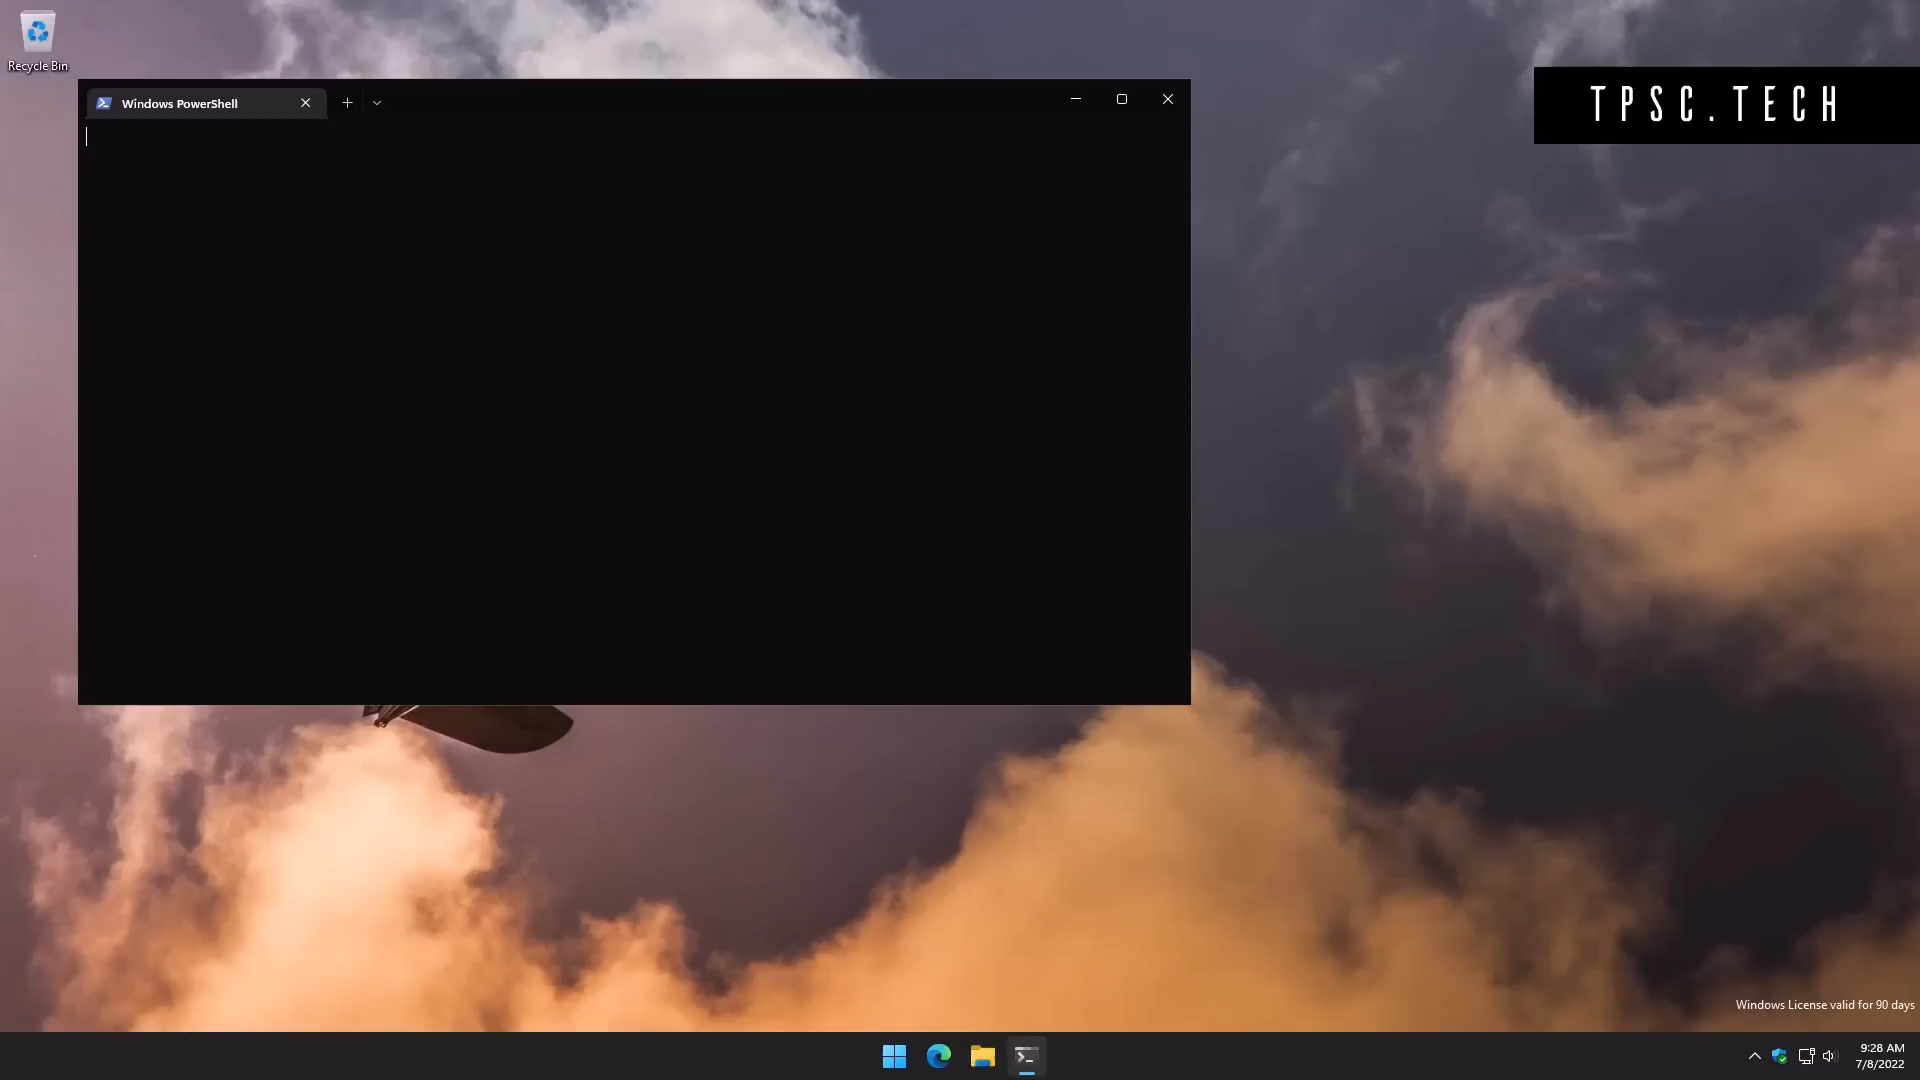 Recycle Bin
Windows PowerShell
TPSC.TECH
Windows License valid for 90 days
9:28 AM
7/8/2022